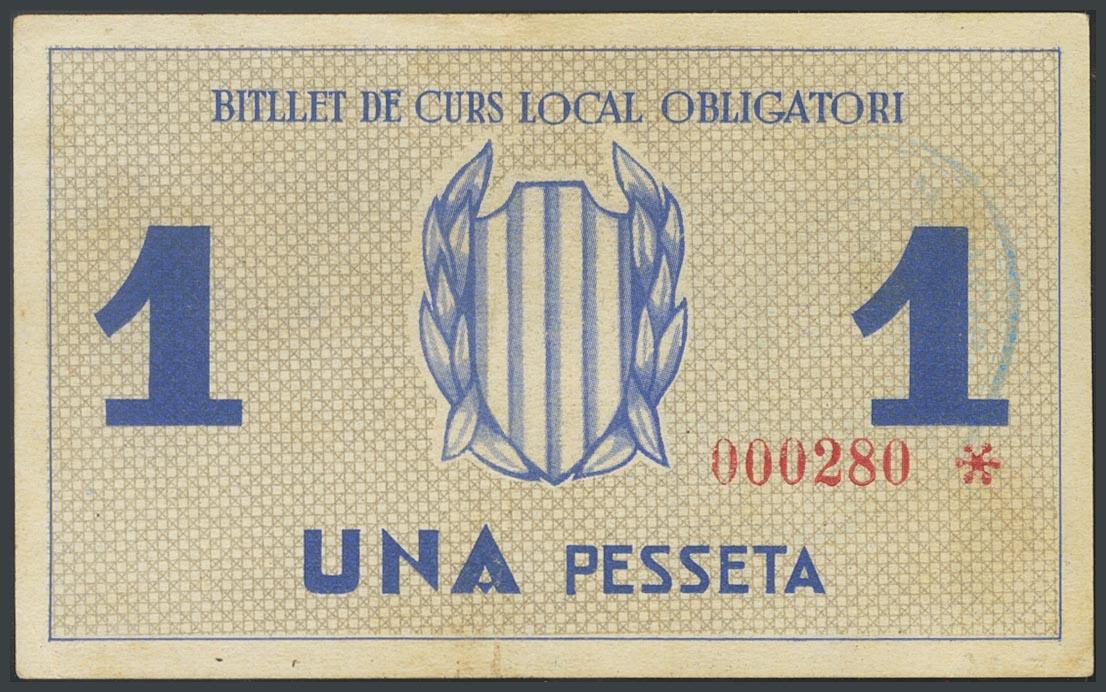 BITLLET DE CURS LOCAL OBLIGATORI
1 1
000280 *
UNA PESSETA